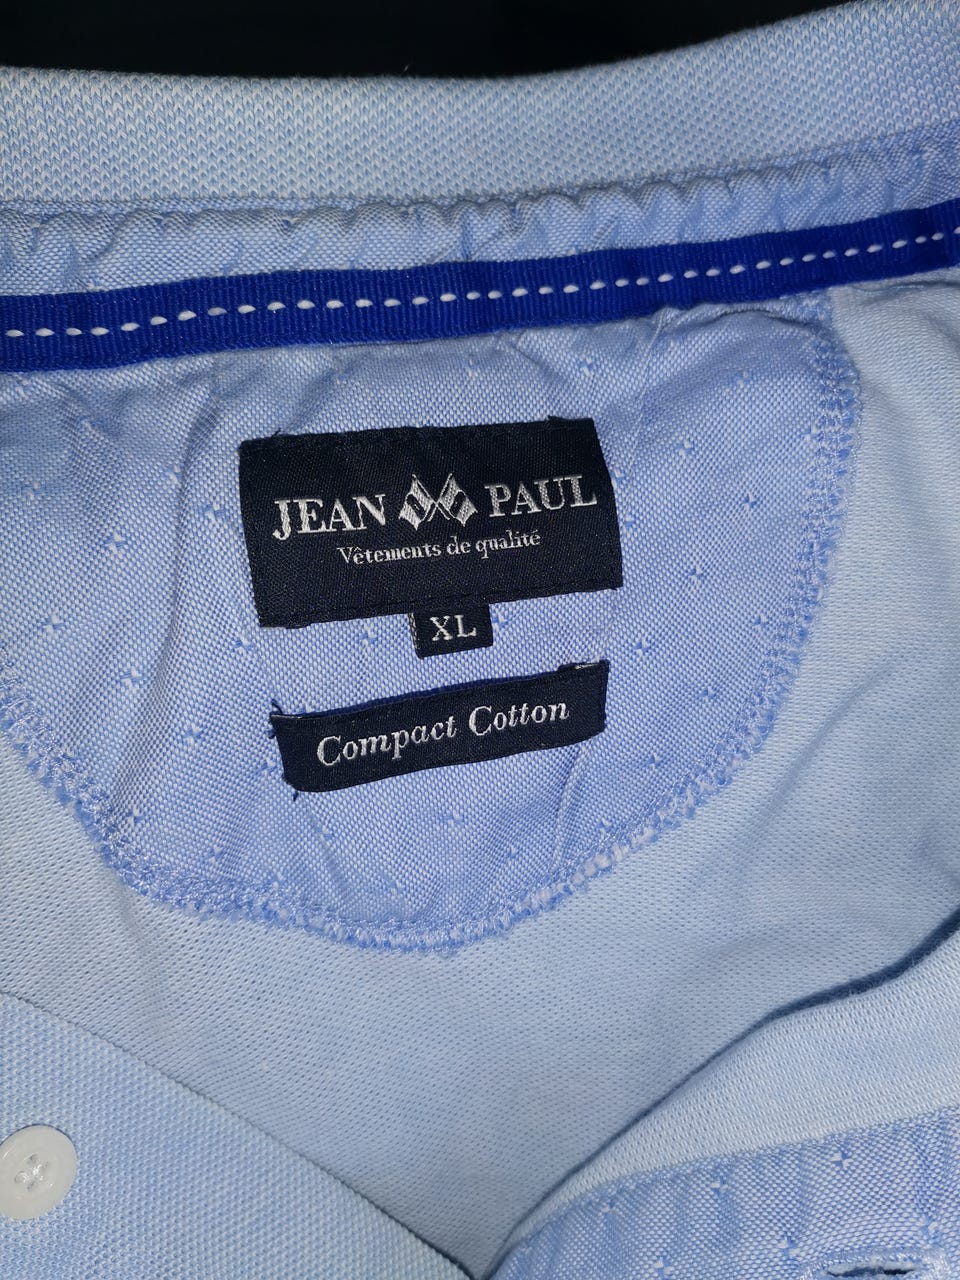 JEAN PAUL
Vêtements de qualité
XL
Compact Cotton